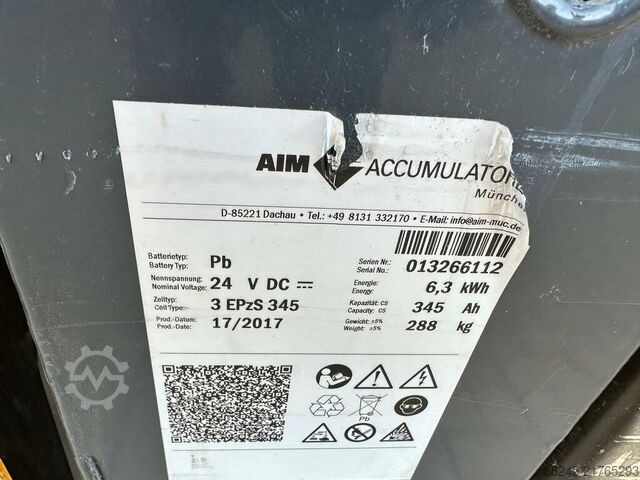 AIM ACCUMULATOR
Münche
D-85221 Dachau • Tel.: +49 8131 332170 • E-Mail: info@aim-muc.de
Batterietyp: Pb Serien Nr.: 013266112
Battery Typ: Serial No.:
Nennspannung: 24 V DC Energie: 6,3 kWh
Nominal Voltage: Energy:
Zelltyp: 3 EPzS 345 Kapazität: C5 345 Ah
Cell Type: Capacity: C5
Prod.-Datum: 17/2017 Gewicht: ±5% 288 kg
Prod.-Date: Weight: ±5%
Pb